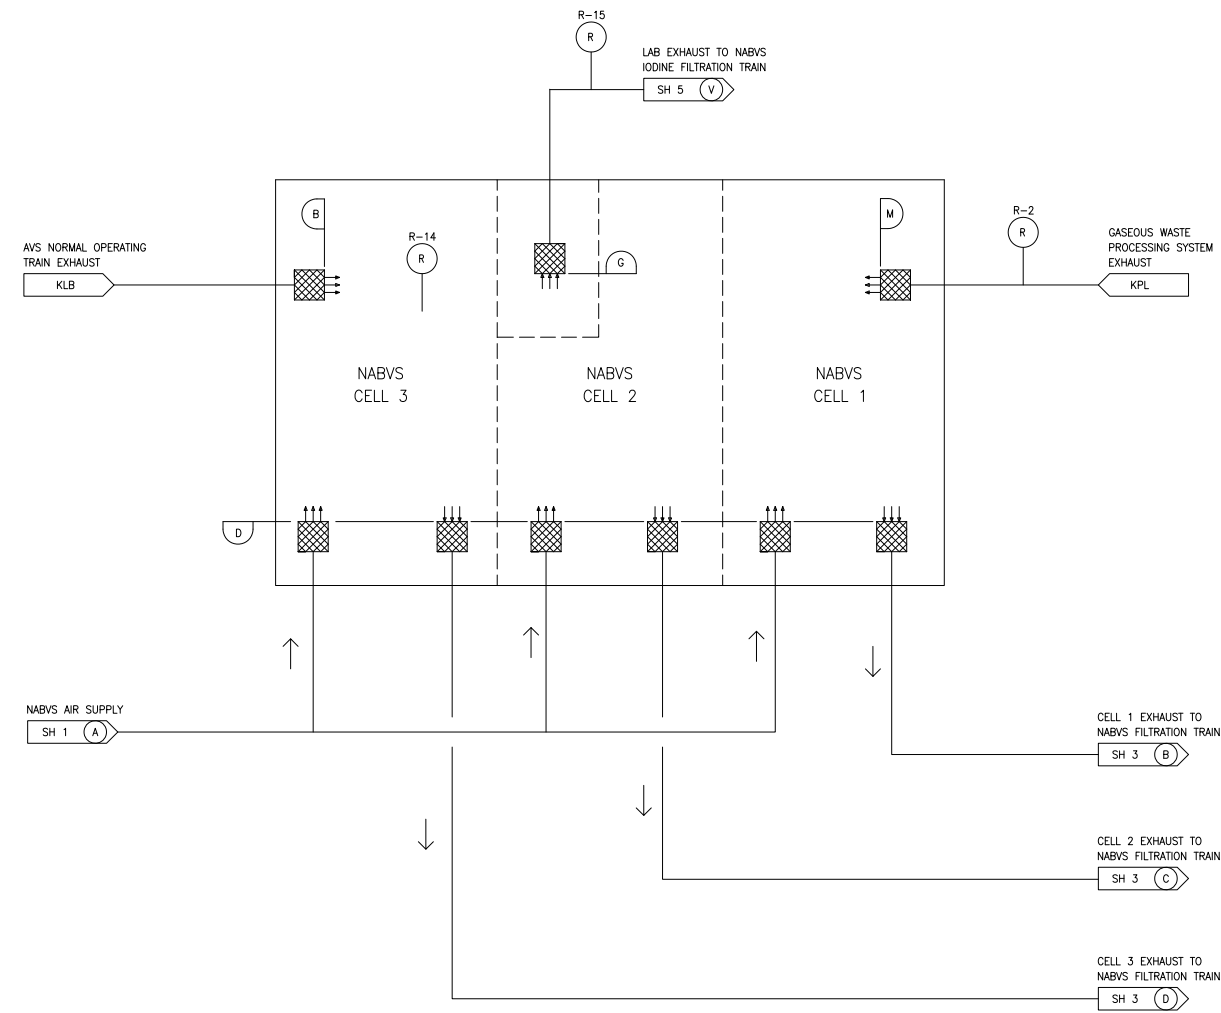 R-15
R
LAB EXHAUST TO NABVS
IODINE FILTRATION TRAIN
SH 5 V
B
M
R-14
R
G
R-2
R
AVS NORMAL OPERATING
TRAIN EXHAUST
KLB
GASEOUS WASTE
PROCESSING SYSTEM
EXHAUST
KPL
NABVS
CELL 3
NABVS
CELL 2
NABVS
CELL 1
D
NABVS AIR SUPPLY
SH 1 A
CELL 1 EXHAUST TO
NABVS FILTRATION TRAIN
SH 3 B
CELL 2 EXHAUST TO
NABVS FILTRATION TRAIN
SH 3 C
CELL 3 EXHAUST TO
NABVS FILTRATION TRAIN
SH 3 D